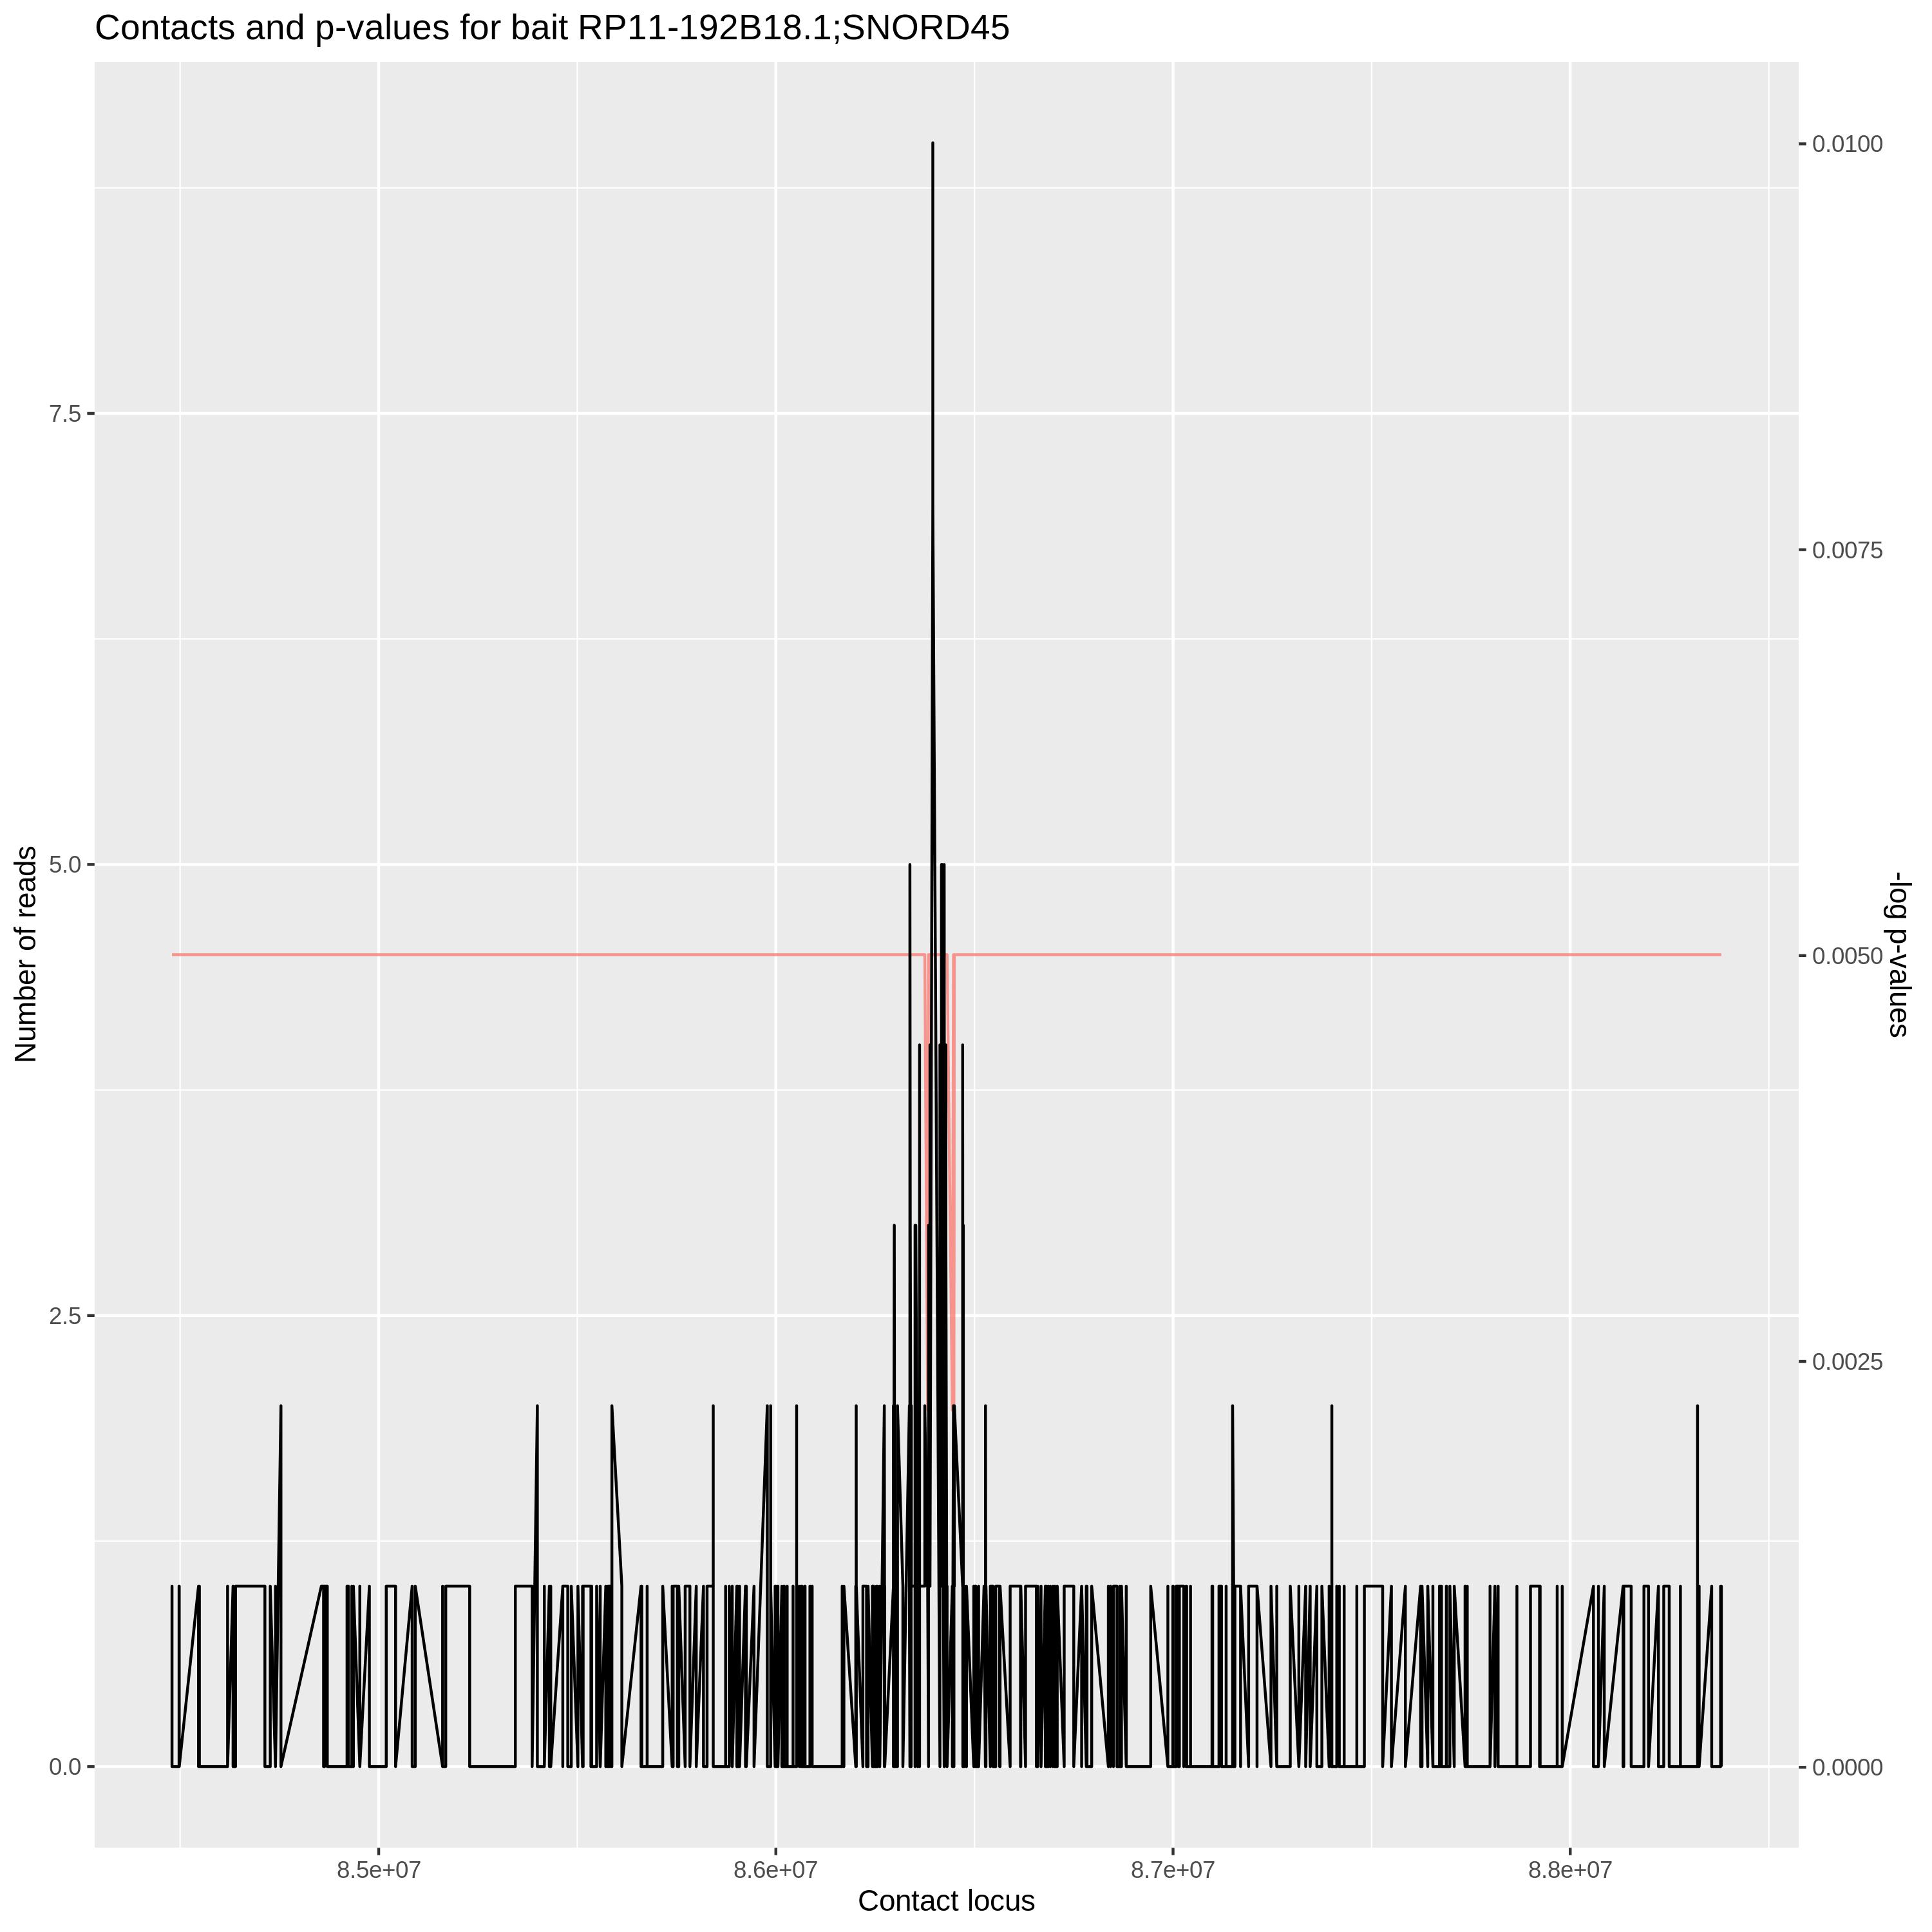 Contacts and p-values for bait RP11-192B18.1;SNORD45
Number of reads
7.5
5.0
2.5
0.0
0.0100
0.0075
0.0050
0.0025
0.0000
-log p-values
8.5e+07 8.6e+07 8.7e+07 8.8e+07
Contact locus